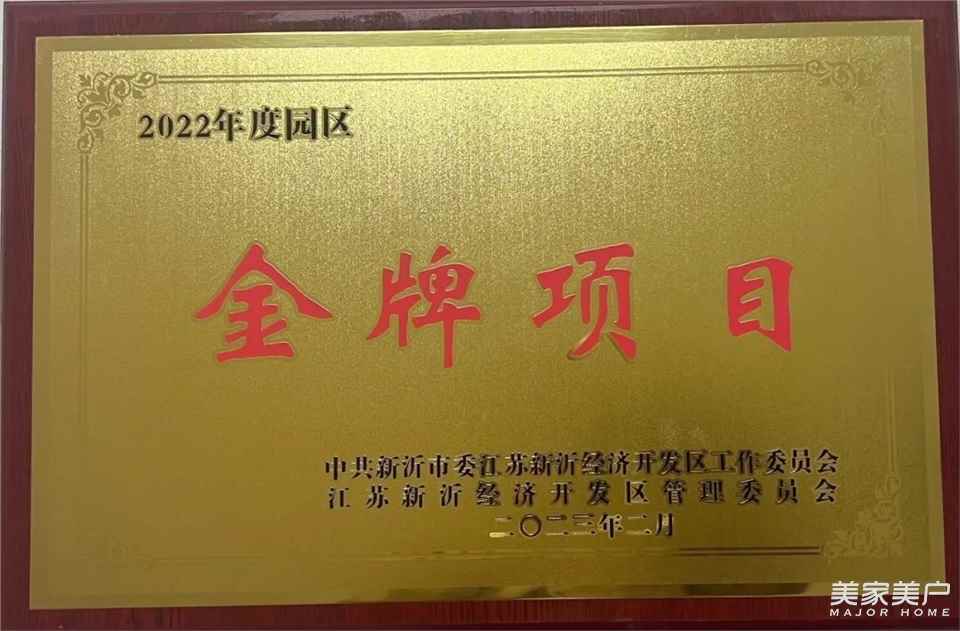 2022年度园区
金牌项目
中共新沂市委江苏新沂经济开发区工作委员会
江苏新沂经济开发区管理委员会
二〇二三年二月
美家美户
MAJOR HOME